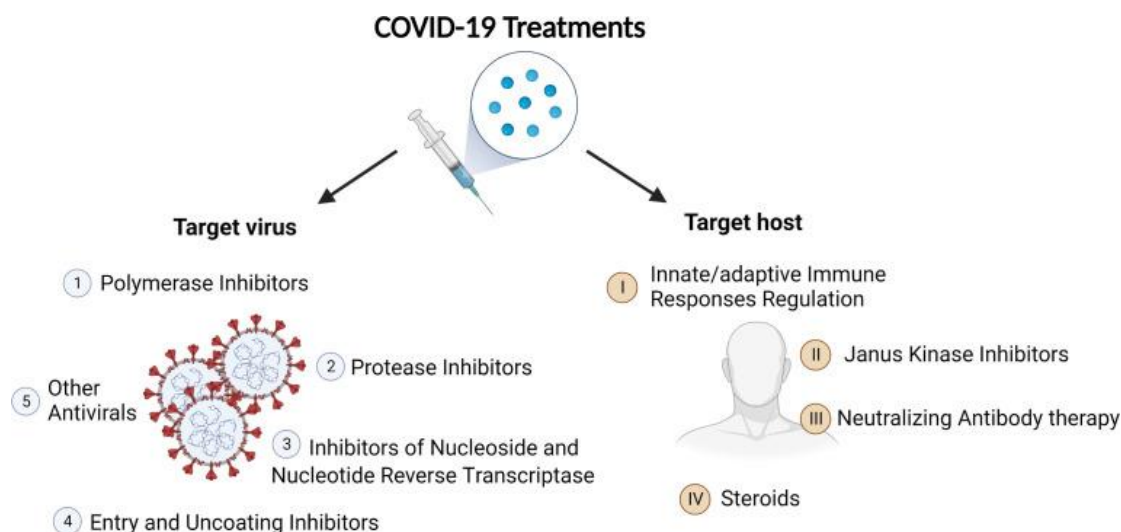 COVID-19 Treatments
Target virus
1 Polymerase Inhibitors
2 Protease Inhibitors
3 Inhibitors of Nucleoside and
Nucleotide Reverse Transcriptase
4 Entry and Uncoating Inhibitors
5 Other
Antivirals
Target host
I Innate/adaptive Immune
Responses Regulation
II Janus Kinase Inhibitors
III Neutralizing Antibody therapy
IV Steroids